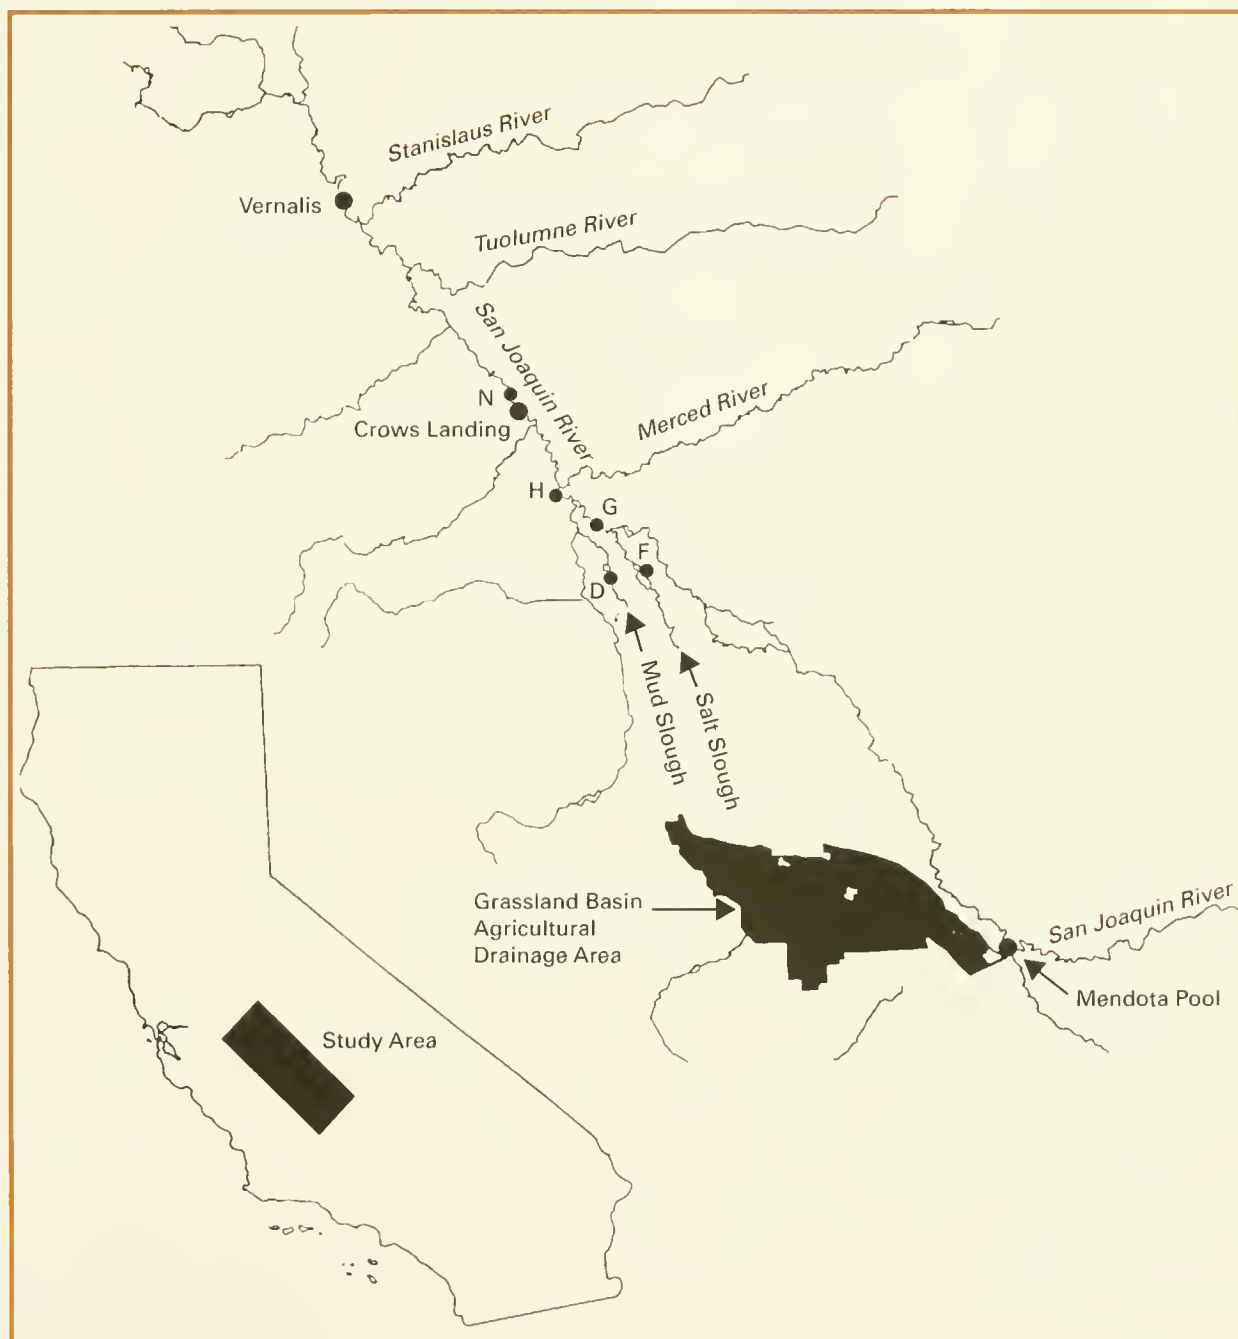 Stanislaus River
Vernalis
Tuolumne River
San Joaquin River
N
Crows Landing
Merced River
H
G
F
D
Mud Slough
Salt Slough
Grassland Basin
Agricultural
Drainage Area
San Joaquin River
Mendota Pool
Study Area